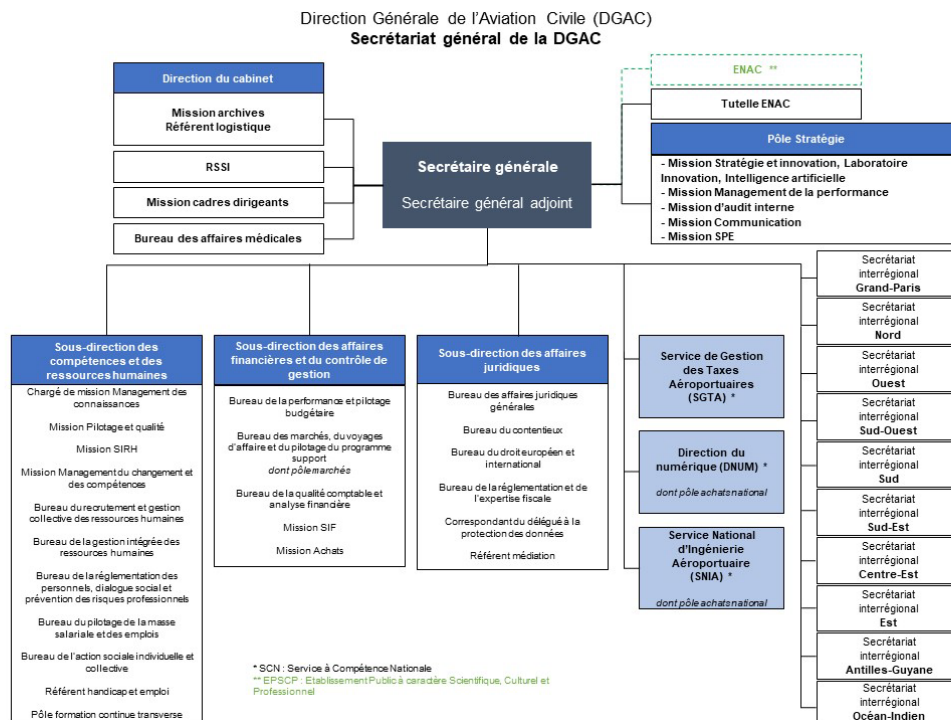 Direction Générale de l'Aviation Civile (DGAC)
Secrétariat général de la DGAC
Direction du cabinet
Mission archives
Référent logistique
RSSI
Mission cadres dirigeants
Bureau des affaires médicales
Secrétaire générale
Secrétaire général adjoint
ENAC **
Tutelle ENAC
Pôle Stratégie
- Mission Stratégie et innovation, Laboratoire
Innovation, Intelligence artificielle
- Mission Management de la performance
- Mission d'audit interne
- Mission Communication
- Mission SPE
Sous-direction des
compétences et des
ressources humaines
Chargé de mission Management des
connaissances
Mission Pilotage et qualité
Mission SIRH
Mission Management du changement et
des compétences
Bureau du recrutement et gestion
collective des ressources humaines
Bureau de la gestion intégrée des
ressources humaines
Bureau de la réglementation des
personnels, dialogue social et
prévention des risques professionnels
Bureau du pilotage de la masse
salariale et des emplois
Bureau de l'action sociale individuelle et
collective
Référent handicap et emploi
Pôle formation continue transverse
Sous-direction des affaires
financières et du contrôle de
gestion
Bureau de la performance et pilotage
budgétaire
Bureau des marchés, du voyages
d'affaire et du pilotage du programme
support
dont pôle marchés
Bureau de la qualité comptable et
analyse financière
Mission SIF
Mission Achats
Sous-direction des affaires
juridiques
Bureau des affaires juridiques
générales
Bureau du contentieux
Bureau du droit européen et
international
Bureau de la réglementation et de
l'expertise fiscale
Correspondant du délégué à la
protection des données
Référent médiation
Service de Gestion
des Taxes
Aéroportuaires
(SGTA) *
Direction du
numérique (DNUM) *
dont pôle achats national
Service National
d'Ingénierie
Aéroportuaire
(SNIA) *
dont pôle achats national
Secrétariat
interrégional
Grand-Paris
Secrétariat
interrégional
Nord
Secrétariat
interrégional
Ouest
Secrétariat
interrégional
Sud-Ouest
Secrétariat
interrégional
Sud
Secrétariat
interrégional
Sud-Est
Secrétariat
interrégional
Centre-Est
Secrétariat
interrégional
Est
Secrétariat
interrégional
Antilles-Guyane
Secrétariat
interrégional
Océan-Indien
* SCN : Service à Compétence Nationale
** EPSCP : Etablissement Public à caractère Scientifique, Culturel et
Professionnel